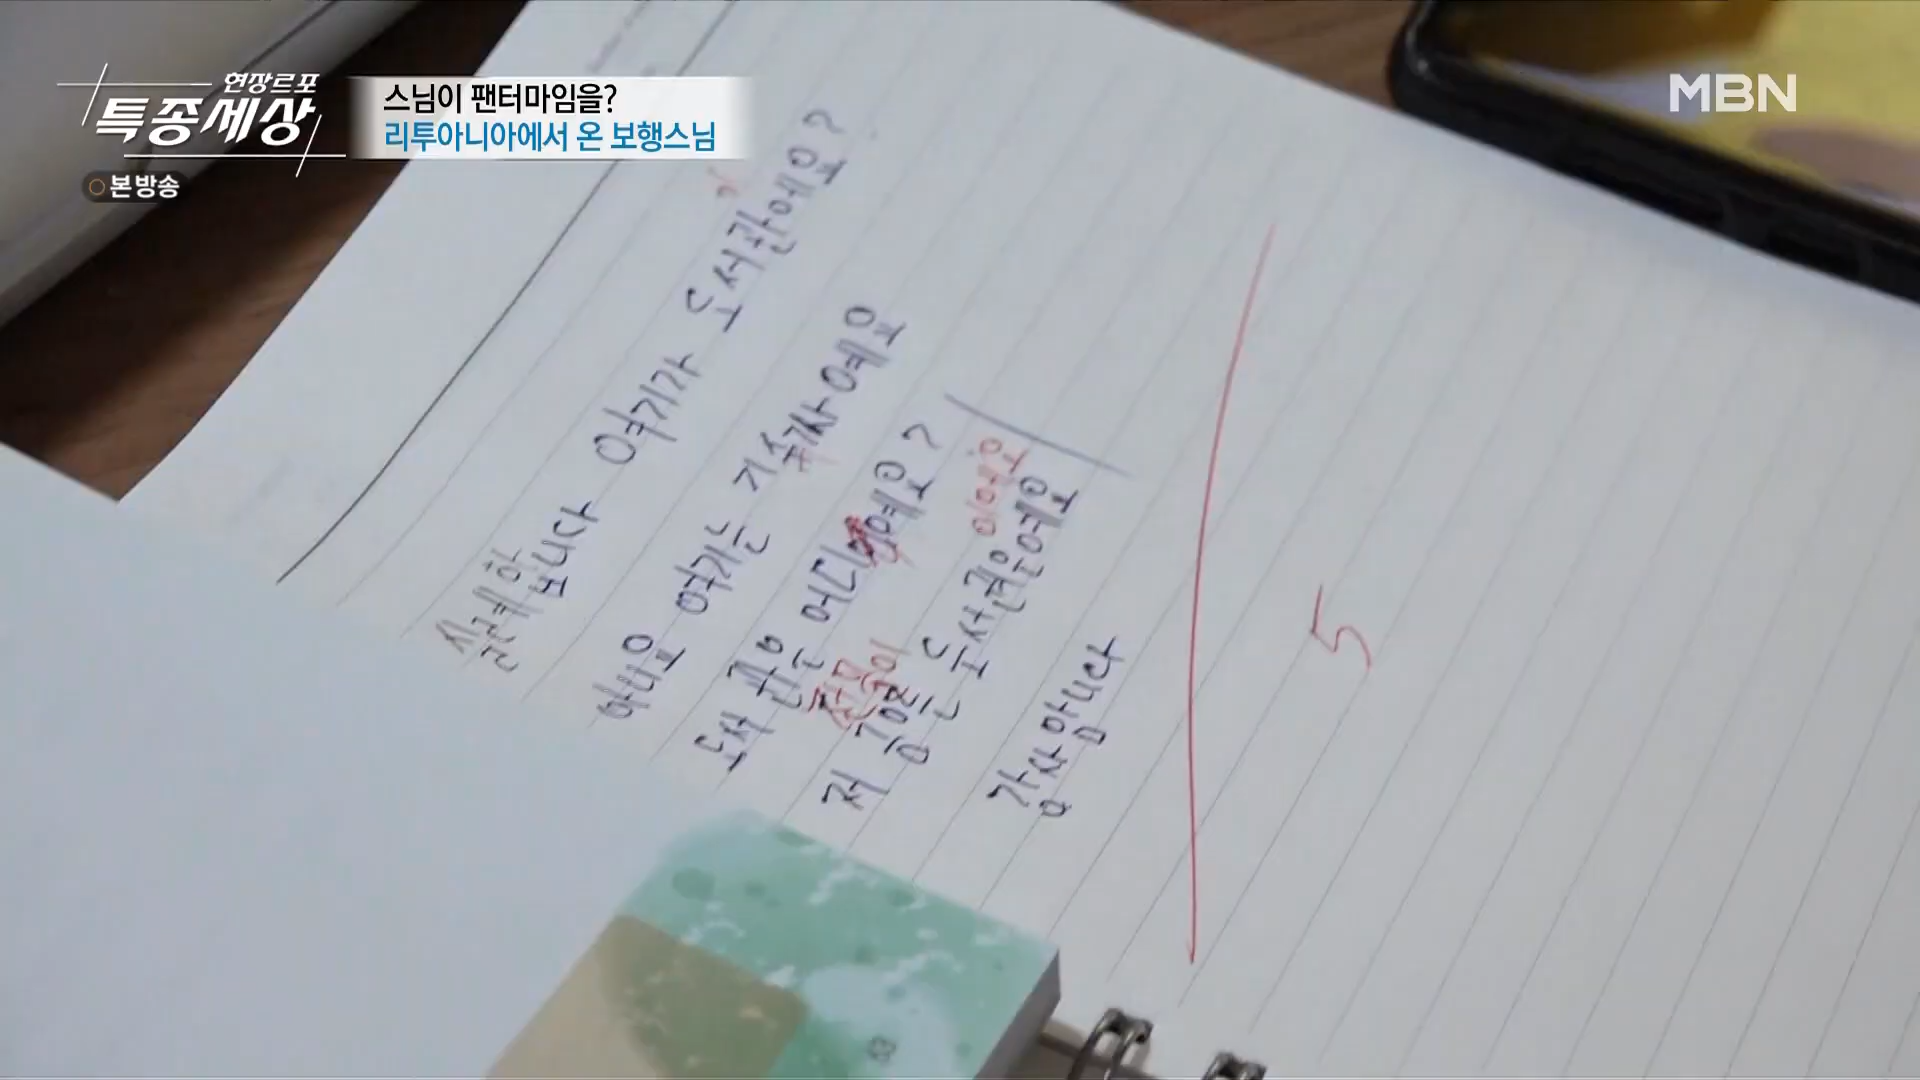 현장르포
특종세상
본방송
스님이 팬터마임을?
리투아니아에서 온 보행스님
MBN
이
실례합니다 여기가 도서관에요?
아니요 여기는 기숙사예요
도서관은 어디예요?
이에요
저 도서관은예요
감사합니다
5